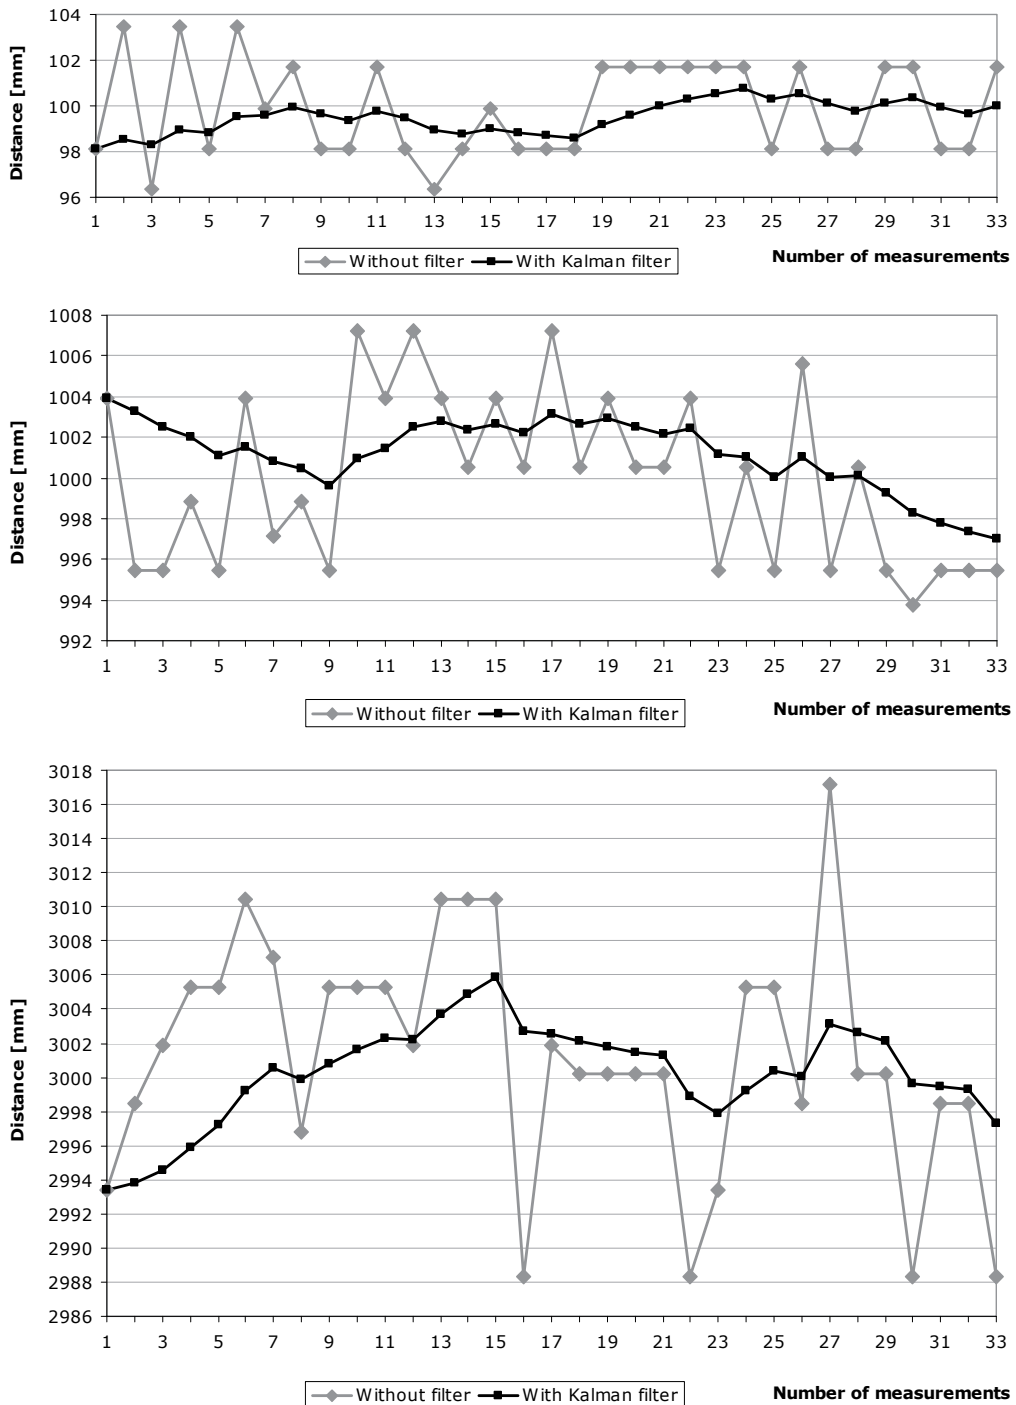 Distance [mm]
104
102
100
98
96
1 3 5 7 9 11 13 15 17 19 21 23 25 27 29 31 33
Without filter With Kalman filter
Number of measurements
Distance [mm]
1008
1006
1004
1002
1000
998
996
994
992
1 3 5 7 9 11 13 15 17 19 21 23 25 27 29 31 33
Without filter With Kalman filter
Number of measurements
Distance [mm]
3018
3016
3014
3012
3010
3008
3006
3004
3002
3000
2998
2996
2994
2992
2990
2988
2986
1 3 5 7 9 11 13 15 17 19 21 23 25 27 29 31 33
Without filter With Kalman filter
Number of measurements